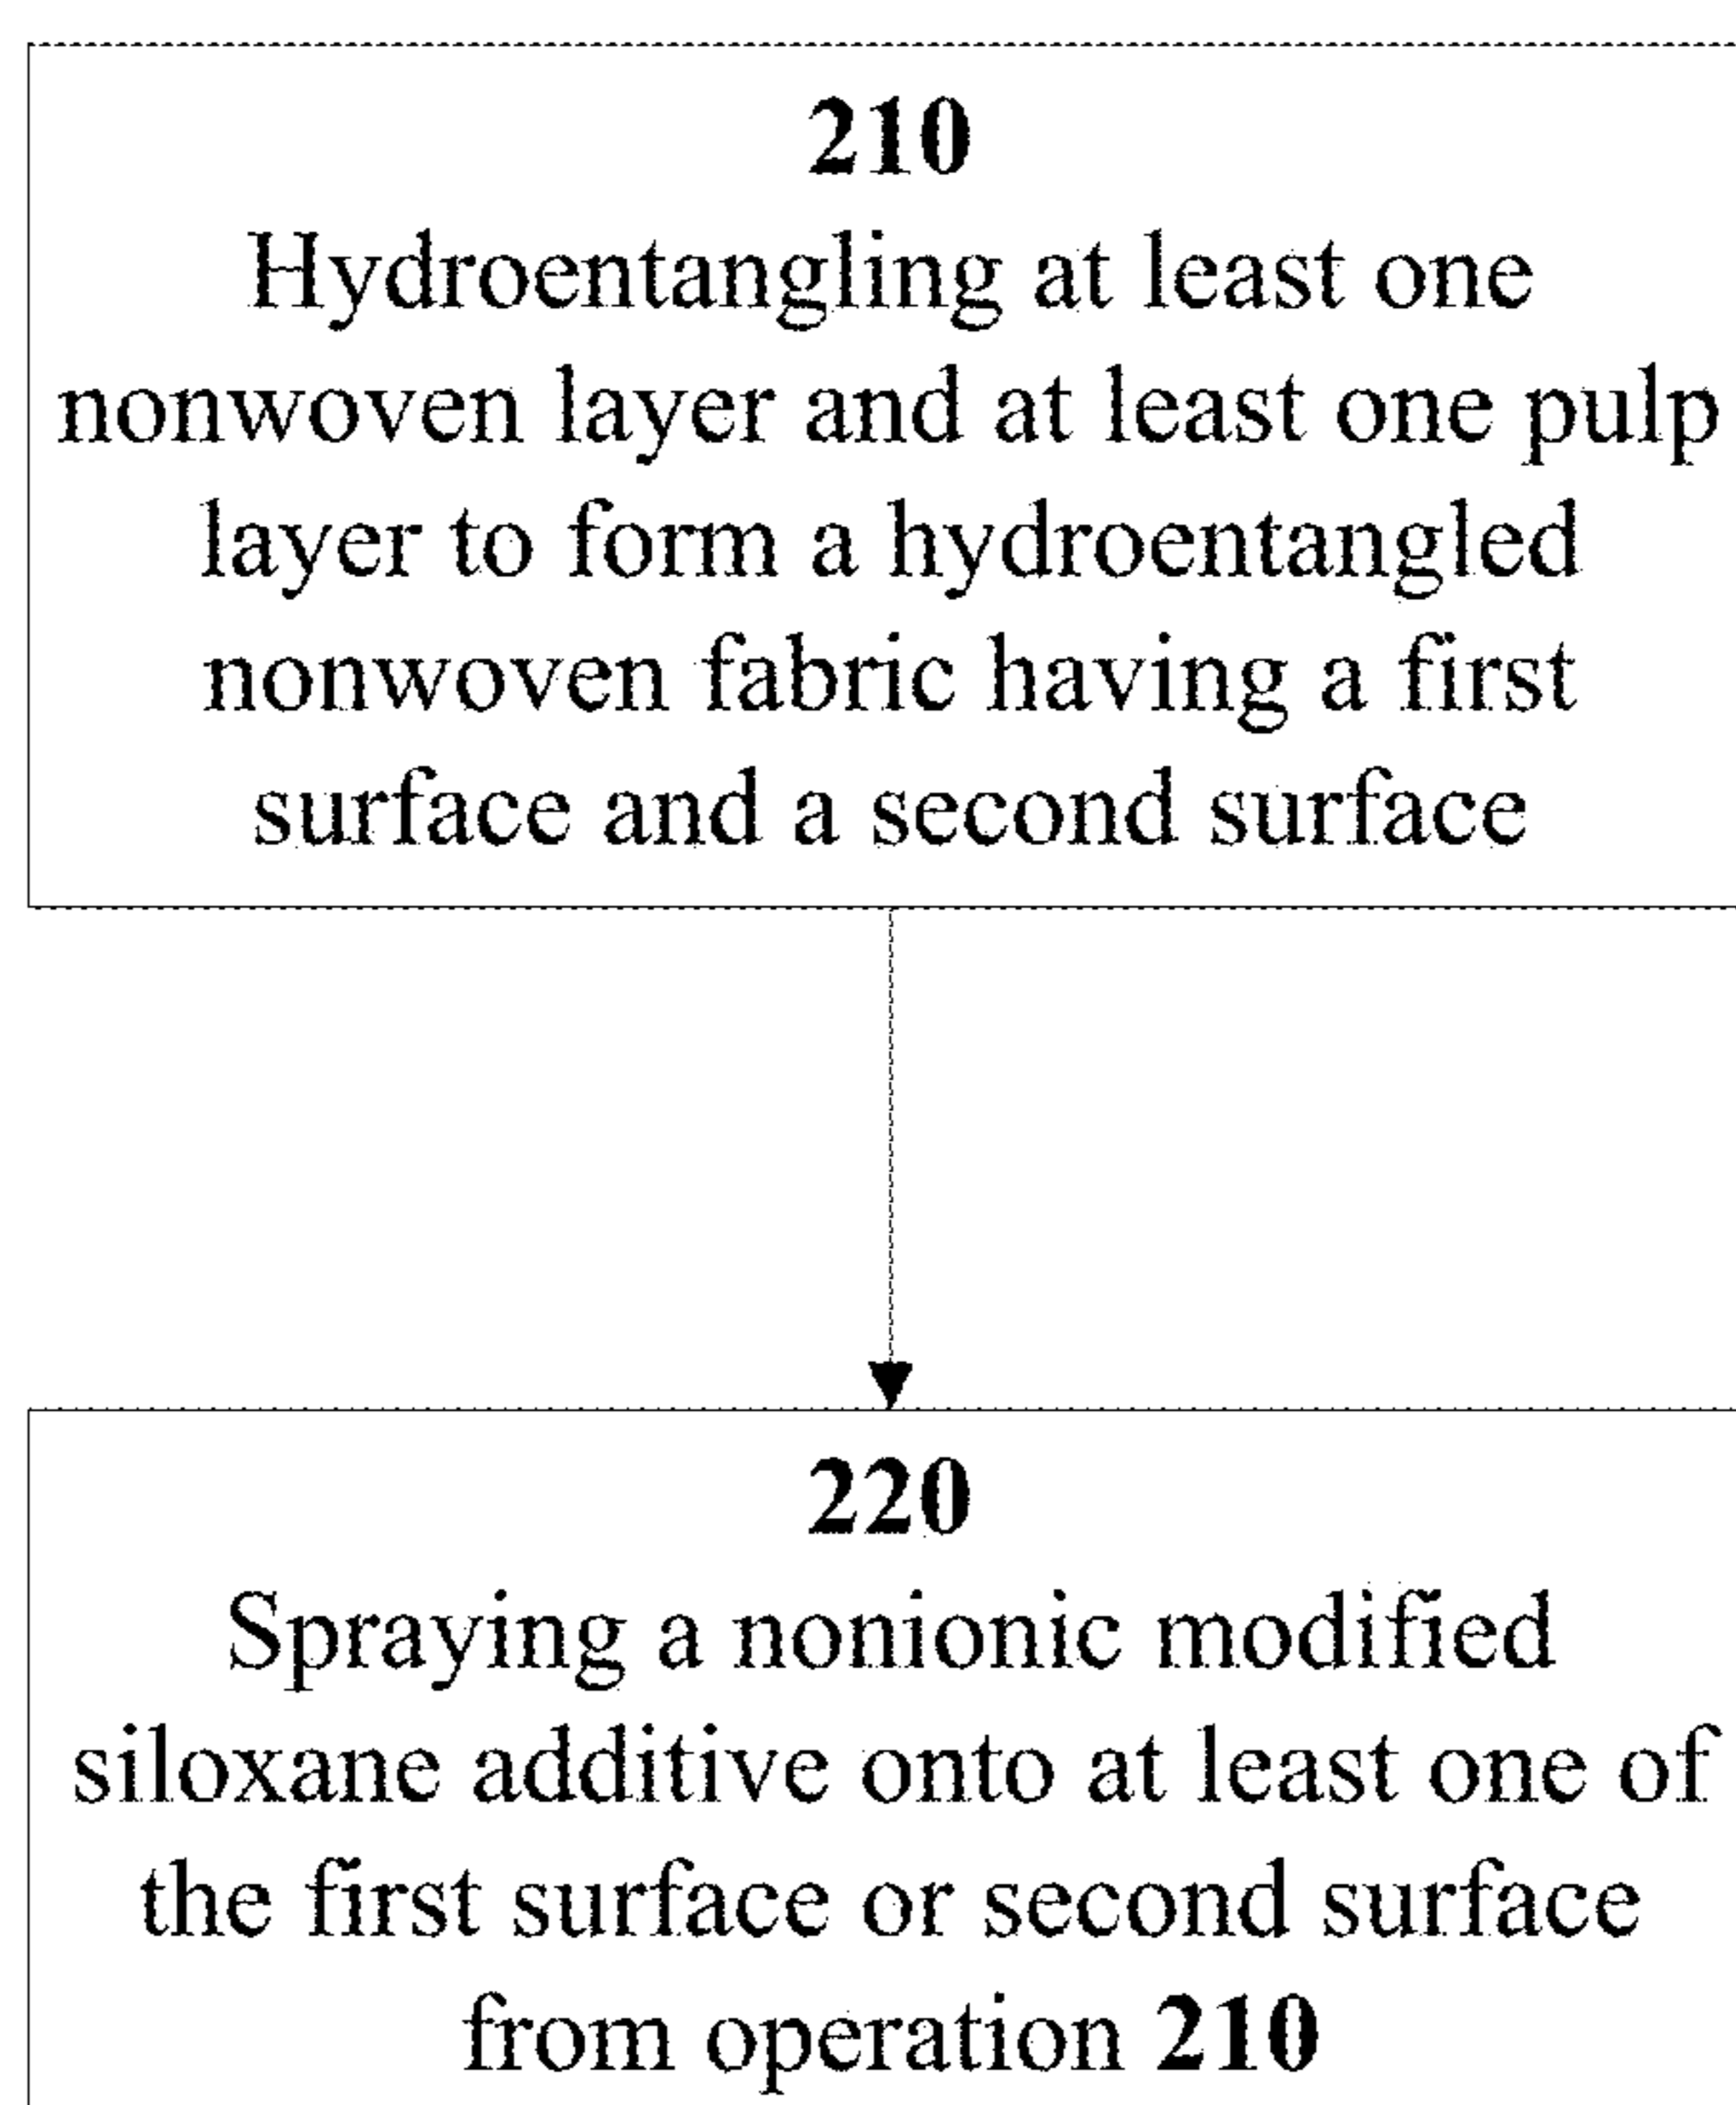 210
Hydroentangling at least one
nonwoven layer and at least one pulp
layer to form a hydroentangled
nonwoven fabric having a first
surface and a second surface
220
Spraying a nonionic modified
siloxane additive onto at least one of
the first surface or second surface
from operation 210